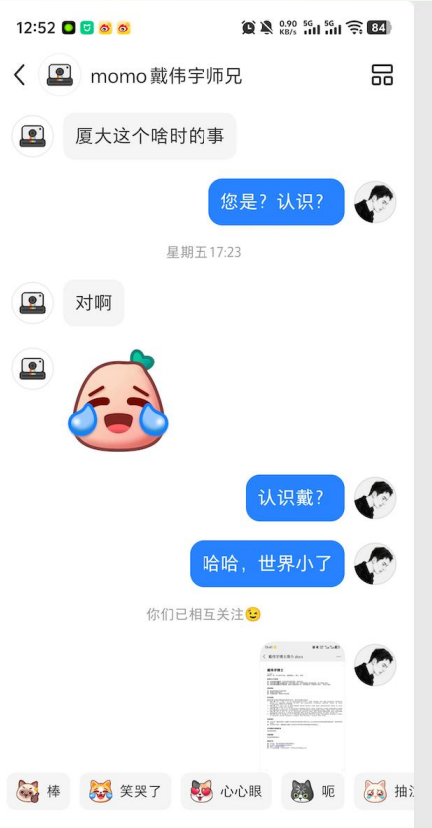 12:52
0.90
KB/s
5G
5G
84
momo戴伟宇师兄
厦大这个啥时的事
您是？认识？
星期五17:23
对啊
认识戴？
哈哈，世界小了
你们已相互关注
棒
笑哭了
心心眼
呃